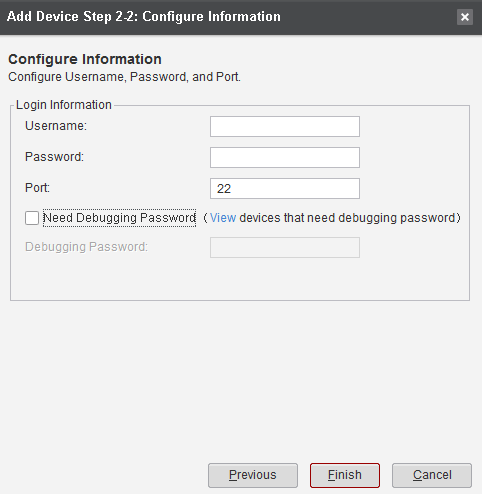 Add Device Step 2-2: Configure Information
Configure Information
Configure Username, Password, and Port.
Login Information
Username:
Password:
Port: 22
Need Debugging Password (View devices that need debugging password)
Debugging Password:
Previous Finish Cancel